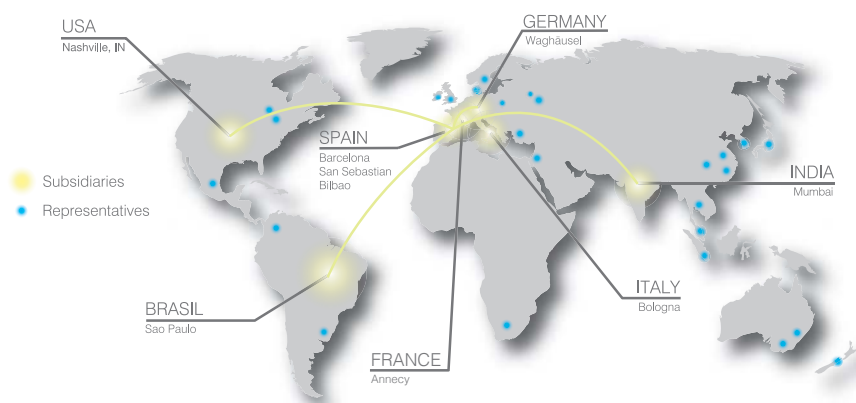 USA
Nashville, IN
GERMANY
Waghäusel
SPAIN
Barcelona
San Sebastian
Bilbao
Subsidiaries
Representatives
INDIA
Mumbai
ITALY
Bologna
BRASIL
Sao Paulo
FRANCE
Annecy